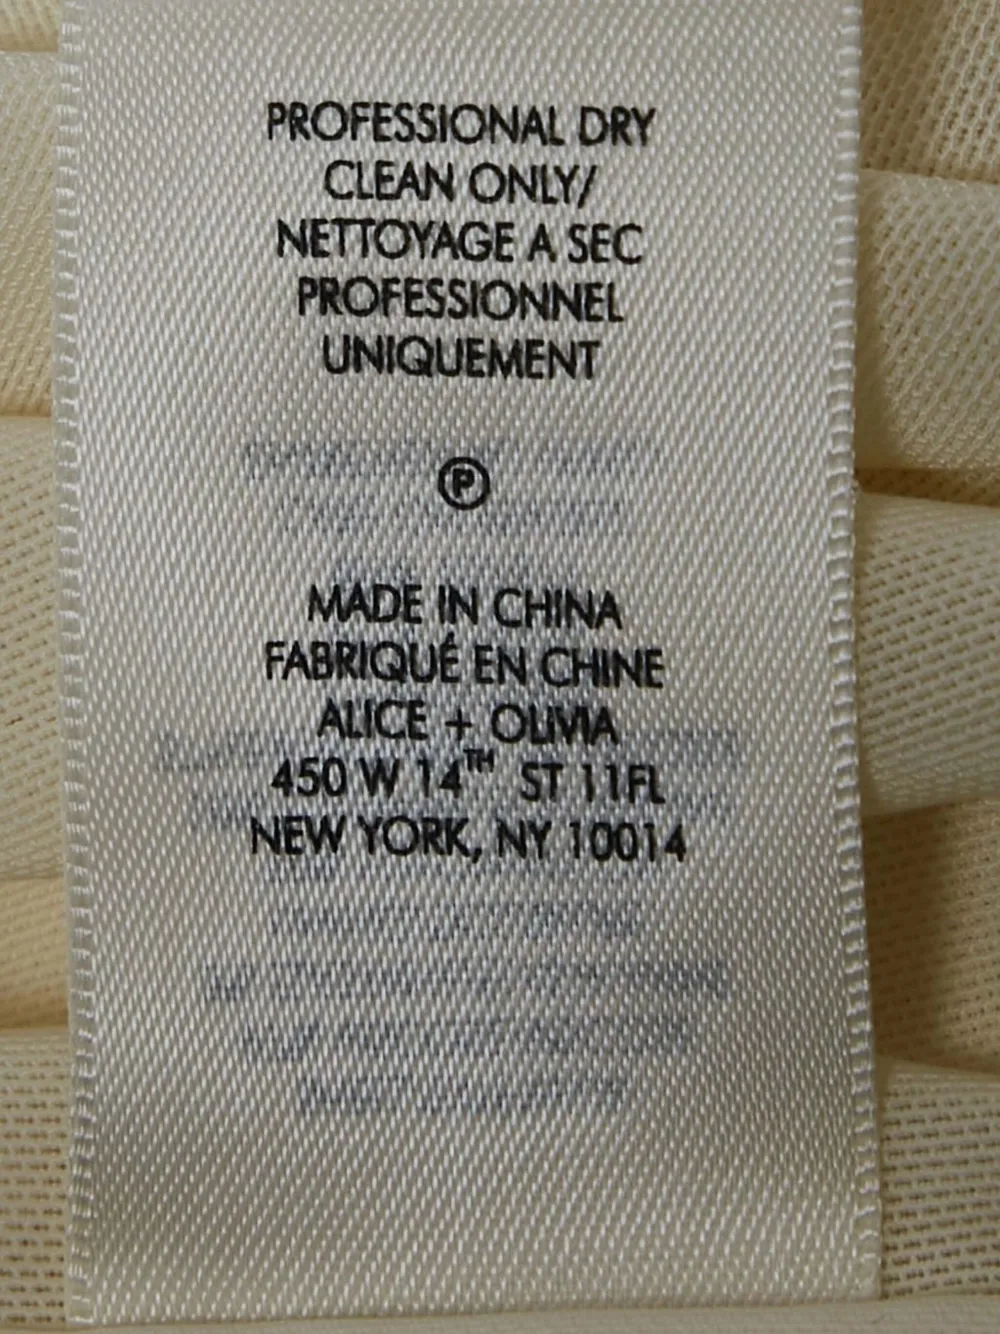 PROFESSIONAL DRY
CLEAN ONLY/
NETTOYAGE A SEC
PROFESSIONNEL
UNIQUEMENT
Ⓟ
MADE IN CHINA
FABRIQUÉ EN CHINE
ALICE + OLIVIA
450 W 14TH ST 11FL
NEW YORK, NY 10014